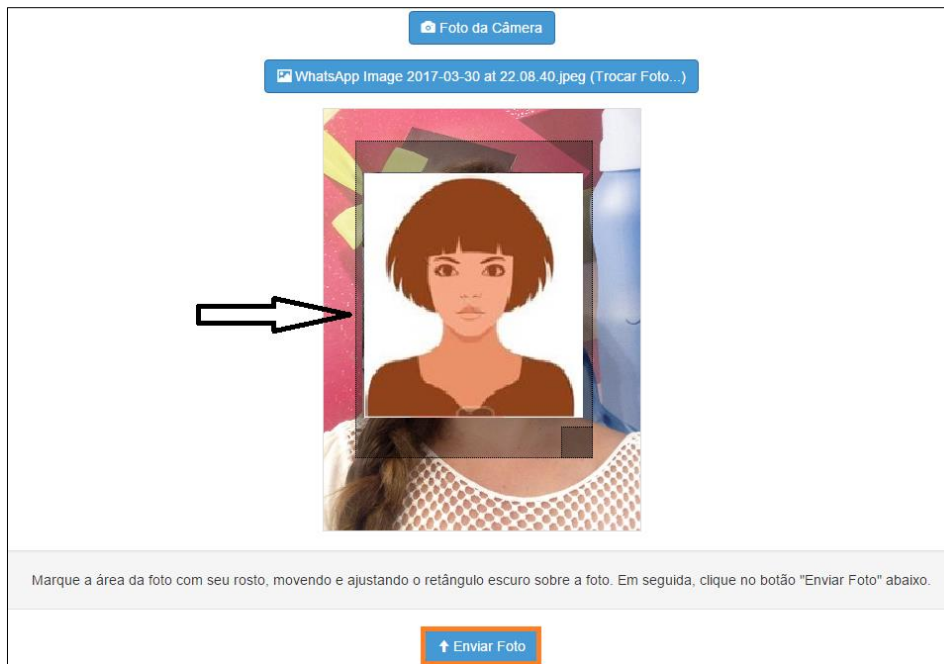 Foto da Câmera
WhatsApp Image 2017-03-30 at 22.08.40.jpeg (Trocar Foto...)
Marque a área da foto com seu rosto, movendo e ajustando o retângulo escuro sobre a foto. Em seguida, clique no botão "Enviar Foto" abaixo.
Enviar Foto